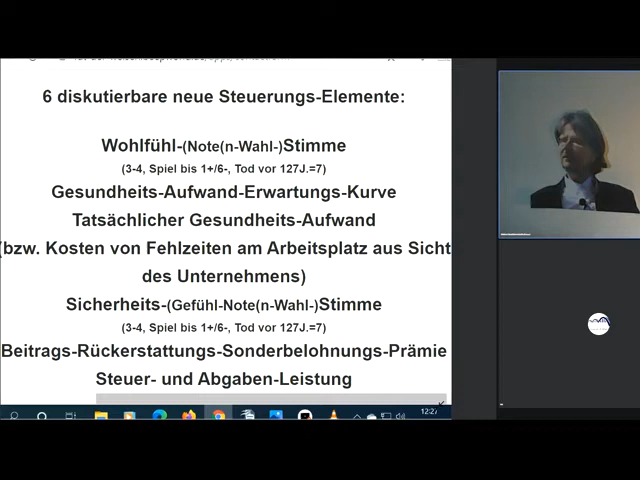 6 diskutierbare neue Steuerungs-Elemente:
Wohlfühl-(Note(n-Wahl-)Stimme
(3-4, Spiel bis 1+/6-, Tod vor 127J.=7)
Gesundheits-Aufwand-Erwartungs-Kurve
Tatsächlicher Gesundheits-Aufwand
(bzw. Kosten von Fehlzeiten am Arbeitsplatz aus Sicht
des Unternehmens)
Sicherheits-(Gefühl-Note(n-Wahl-)Stimme
(3-4, Spiel bis 1+/6-, Tod vor 127J.=7)
Beitrags-Rückerstattungs-Sonderbelohnungs-Prämie
Steuer- und Abgaben-Leistung
12:27